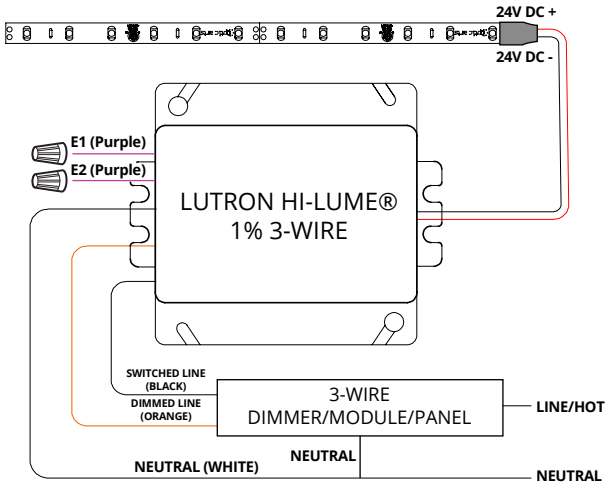 24V DC +
24V DC -
E1 (Purple)
E2 (Purple)
LUTRON HI-LUME®
1% 3-WIRE
SWITCHED LINE
(BLACK)
DIMMED LINE
(ORANGE)
3-WIRE
DIMMER/MODULE/PANEL
LINE/HOT
NEUTRAL
NEUTRAL (WHITE)
NEUTRAL